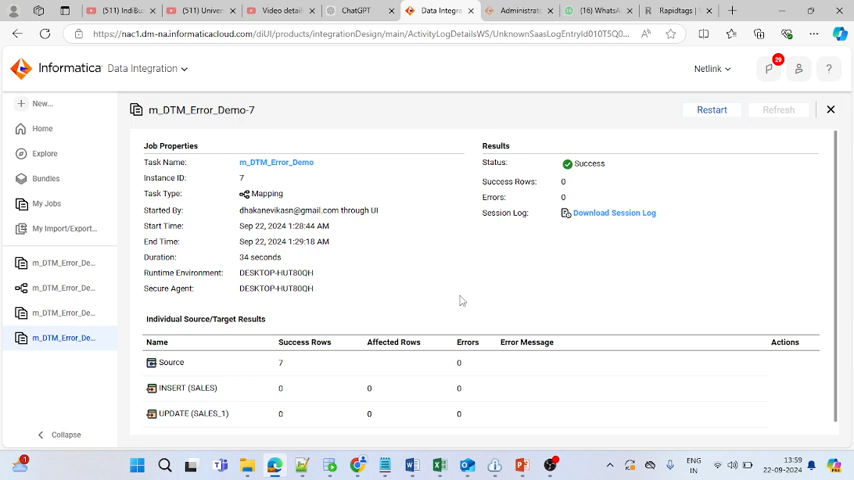 (511) IndiBu
(511) Univer
Video detail
ChatGPT
Data Integra
Administrat
(16) WhatsA
Rapidtags |
https://nac1.dm-na.informaticacloud.com/diUI/products/integrationDesign/main/ActivityLogDetailsWS/UnknownSaasLogEntryId010T5Q0...
Informatica Data Integration
Netlink
29
?
New...
Home
Explore
Bundles
My Jobs
My Import/Export...
m_DTM_Error_De...
m_DTM_Error_De...
m_DTM_Error_De...
m_DTM_Error_De...
Collapse
m_DTM_Error_Demo-7
Restart
Refresh
Job Properties
Task Name: m_DTM_Error_Demo
Instance ID: 7
Task Type: Mapping
Started By: dhakanevikasn@gmail.com through UI
Start Time: Sep 22, 2024 1:28:44 AM
End Time: Sep 22, 2024 1:29:18 AM
Duration: 34 seconds
Runtime Environment: DESKTOP-HUT80QH
Secure Agent: DESKTOP-HUT80QH
Results
Status: Success
Success Rows: 0
Errors: 0
Session Log: Download Session Log
Individual Source/Target Results
Name Success Rows Affected Rows Errors Error Message Actions
Source 7 0
INSERT (SALES) 0 0 0
UPDATE (SALES_1) 0 0 0
ENG
IN
13:59
22-09-2024